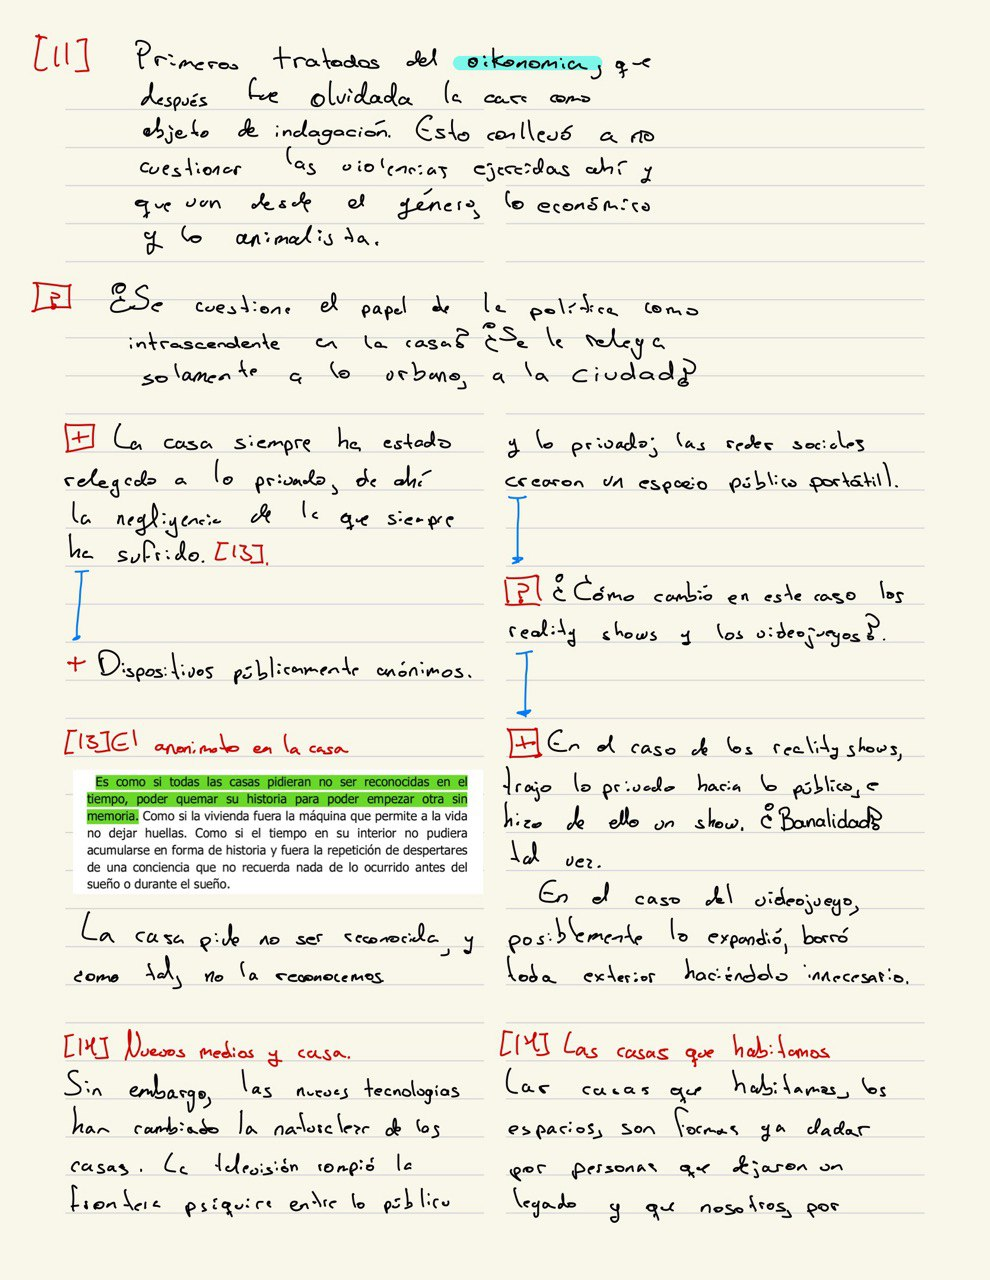 [11] Primeros tratados del oikonomia, que
después fue olvidada la casa como
objeto de indagación. Esto conllevó a no
cuestionar las violencias ejercidas ahí y
que van desde el género, lo económico
y lo animalista.
? ¿Se cuestiona el papel de la política como
intrascendente en la casa? ¿Se le relega
solamente a lo urbano, a la ciudad?
+ La casa siempre ha estado
relegado a lo privado, de ahí
la negligencia de la que siempre
ha sufrido. [13].
+ Dispositivos públicamente anónimos.
[13] El anonimato en la casa
Es como si todas las casas pidieran no ser reconocidas en el
tiempo, poder quemar su historia para poder empezar otra sin
memoria. Como si la vivienda fuera la máquina que permite a la vida
no dejar huellas. Como si el tiempo en su interior no pudiera
acumularse en forma de historia y fuera la repetición de despertares
de una conciencia que no recuerda nada de lo ocurrido antes del
sueño o durante el sueño.
La casa pide no ser reconocida, y
como tal, no la reconocemos
[14] Nuevos medios y casa.
Sin embargo, las nuevas tecnologías
han cambiado la naturaleza de las
casas. La televisión rompió la
frontera psíquica entre lo público
y lo privado; las redes sociales
crearon un espacio público portátil).
? ¿Cómo cambió en este caso los
reality shows y los videojuegos?.
+ En el caso de los reality shows,
trajo lo privado hacia lo público, e
hizo de ello un show. ¿Banalidad?
tal vez.
En el caso del videojuego,
posiblemente lo expandió, borró
toda exterior haciéndolo innecesario.
[14] Las casas que habitamos
Las casas que habitamos, los
espacios, son formas ya dadas
por personas que dejaron un
legado y que nosotros, por